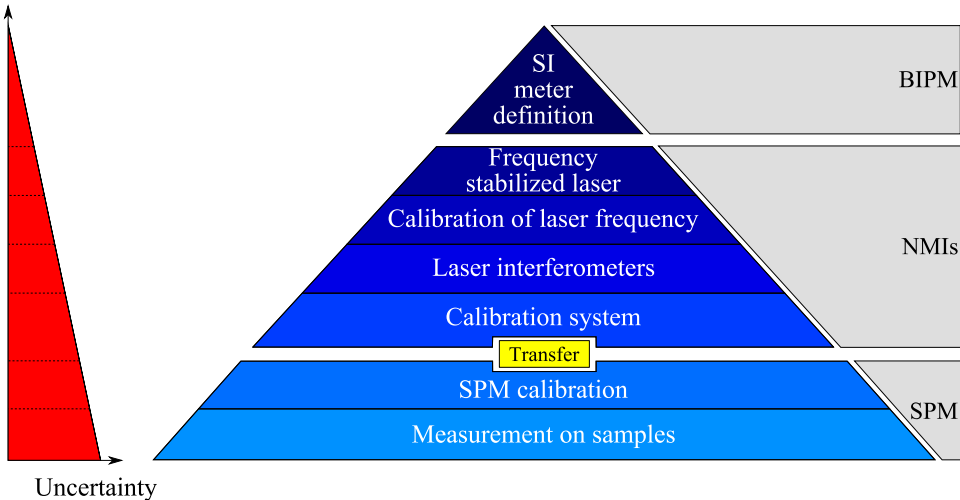 SI
meter
definition
BIPM
Frequency
stabilized laser
Calibration of laser frequency
NMIs
Laser interferometers
Calibration system
Transfer
SPM calibration
SPM
Measurement on samples
Uncertainty